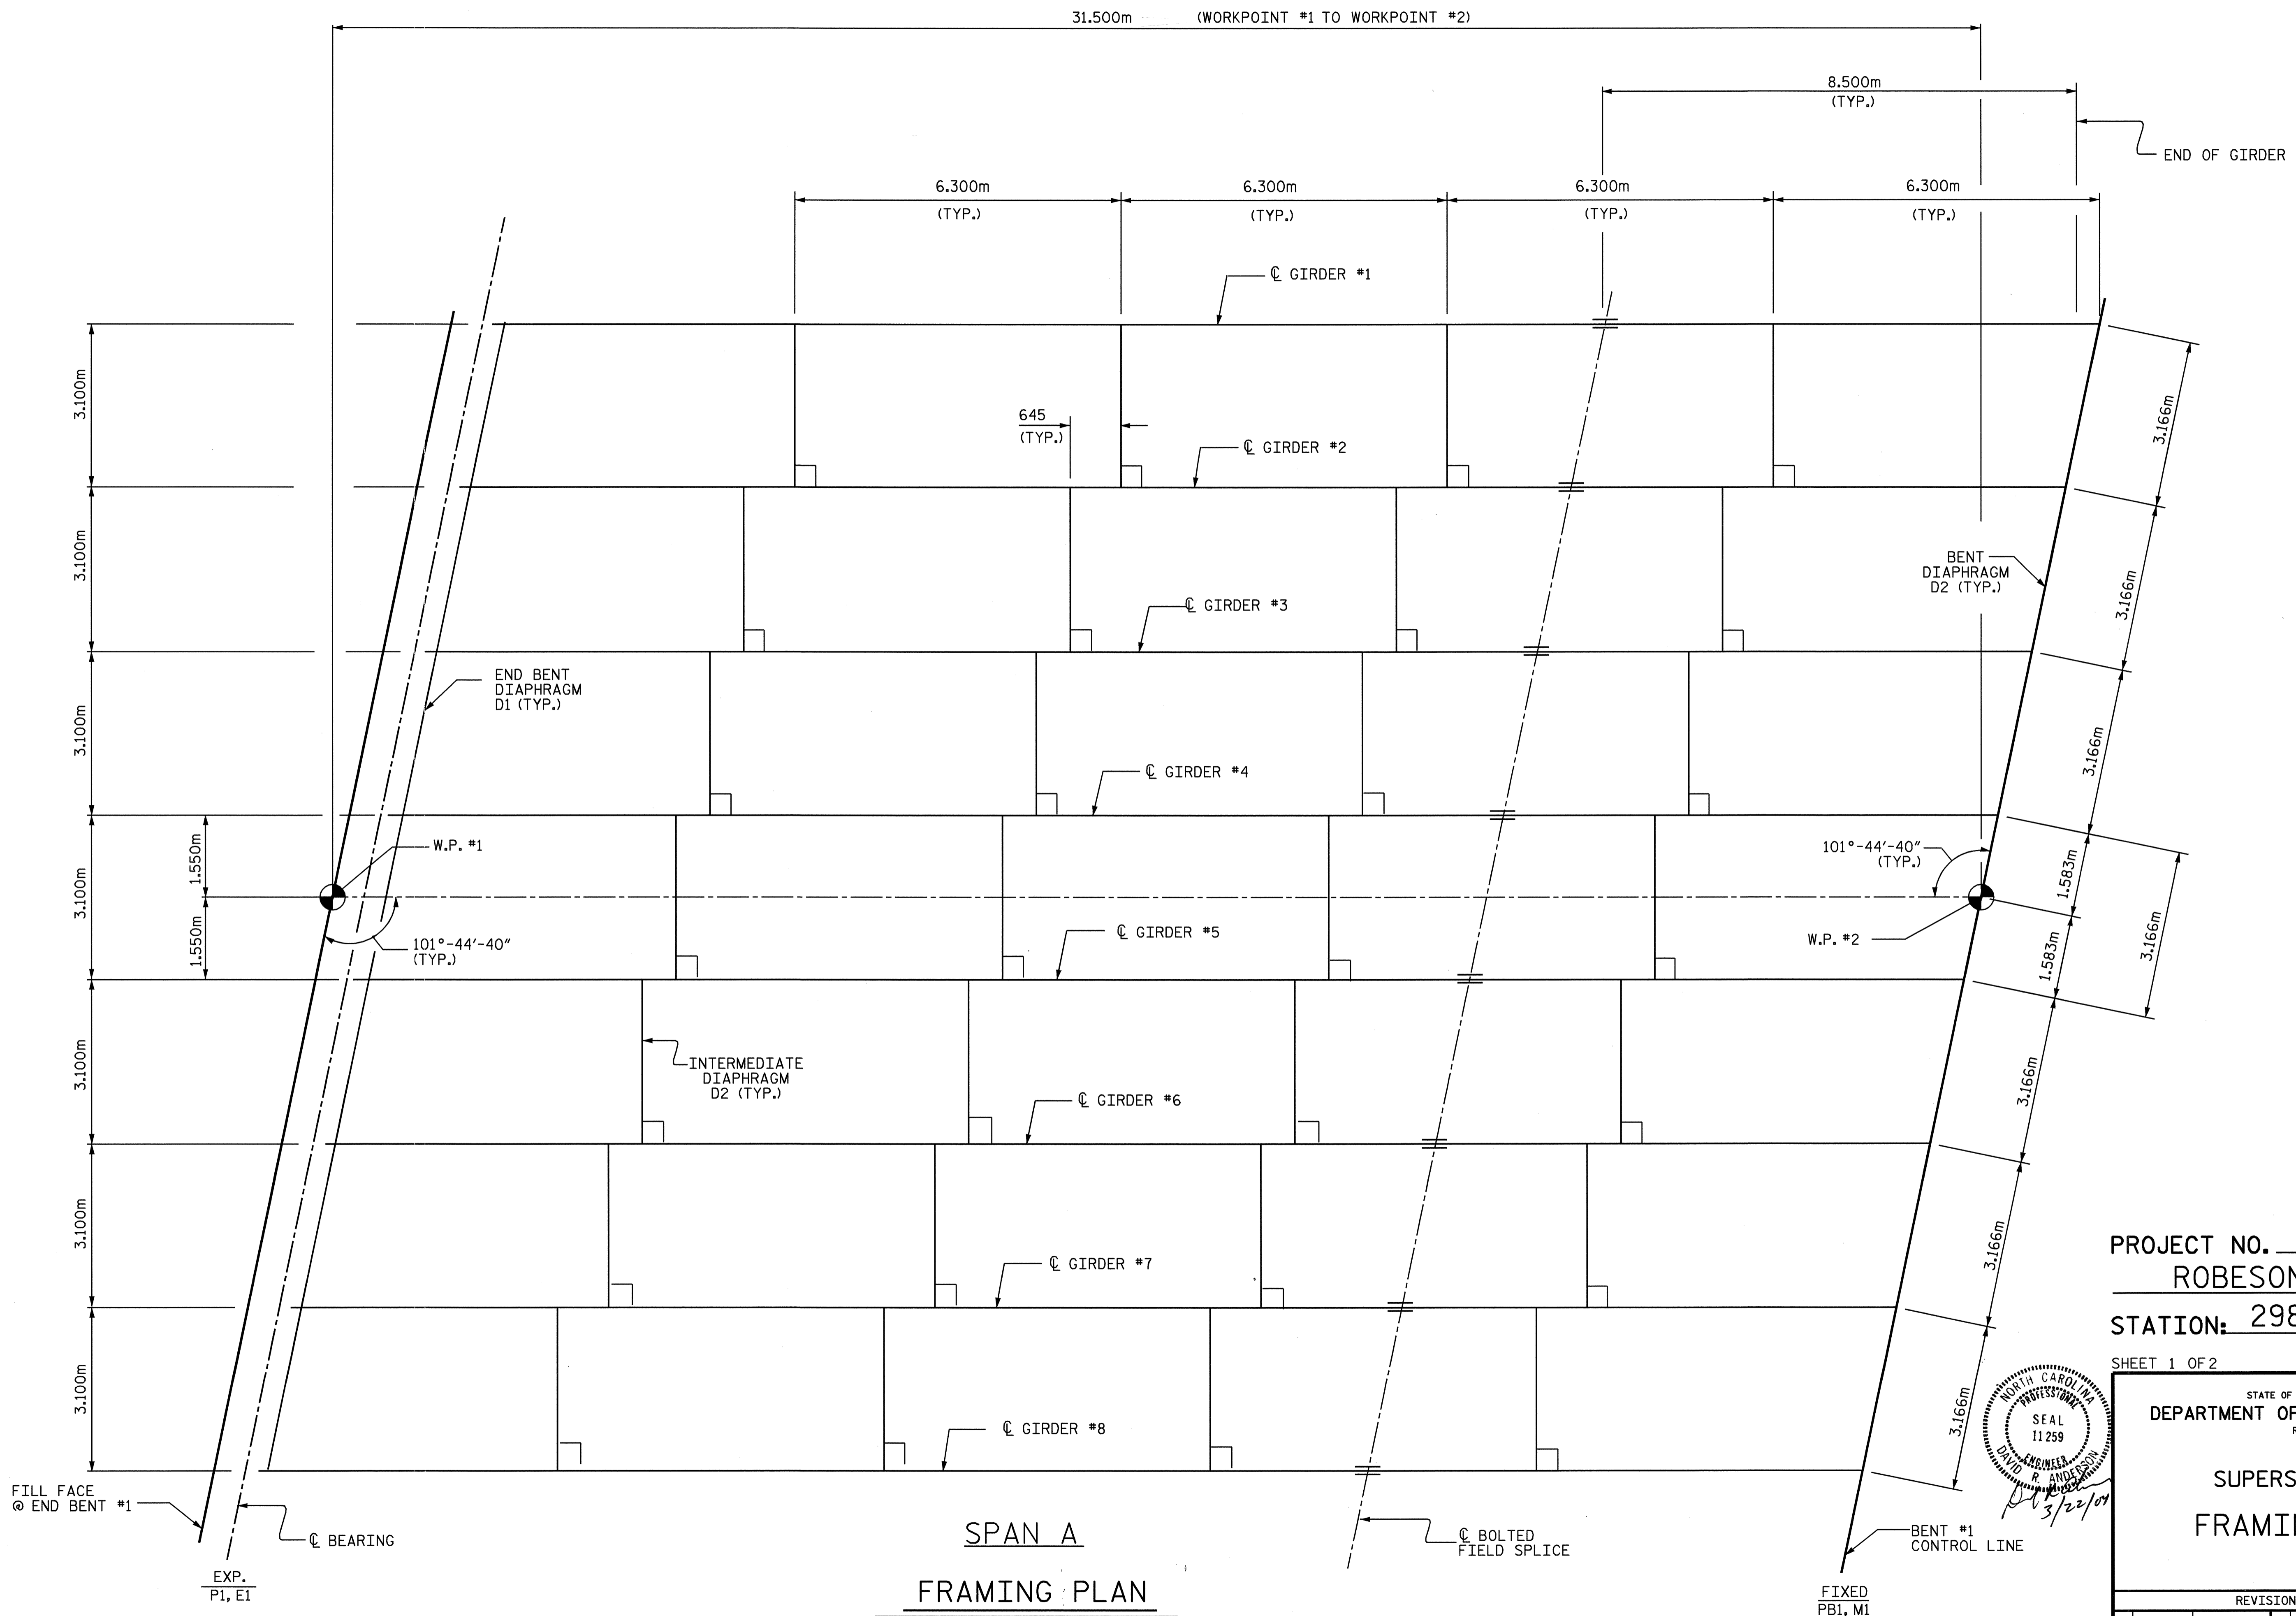 31.500m (WORKPOINT #1 TO WORKPOINT #2)
8.500m
(TYP.)
END OF GIRDER
6.300m
(TYP.)
6.300m
(TYP.)
6.300m
(TYP.)
6.300m
(TYP.)
℄ GIRDER #1
3.100m
645
(TYP.)
℄ GIRDER #2
3.166m
3.100m
BENT
DIAPHRAGM
D2 (TYP.)
℄ GIRDER #3
3.166m
END BENT
DIAPHRAGM
D1 (TYP.)
3.100m
℄ GIRDER #4
3.166m
1.550m
W.P. #1
101°-44'-40"
(TYP.)
1.583m
3.100m
1.550m
101°-44'-40"
(TYP.)
℄ GIRDER #5
W.P. #2
1.583m
3.166m
3.100m
INTERMEDIATE
DIAPHRAGM
D2 (TYP.)
℄ GIRDER #6
3.166m
3.100m
℄ GIRDER #7
3.166m
3.100m
℄ GIRDER #8
3.166m
FILL FACE
@ END BENT #1
℄ BEARING
EXP.
P1, E1
SPAN A
FRAMING PLAN
℄ BOLTED
FIELD SPLICE
BENT #1
CONTROL LINE
FIXED
PB1, M1
PROJECT NO.
ROBESON
STATION: 298
SHEET 1 OF 2
NORTH CAROLINA
PROFESSIONAL
SEAL
11259
ENGINEER
DAVID R. ANDERSON
3/22/04
STATE OF
DEPARTMENT OF
R
SUPERS
FRAMI
REVISION